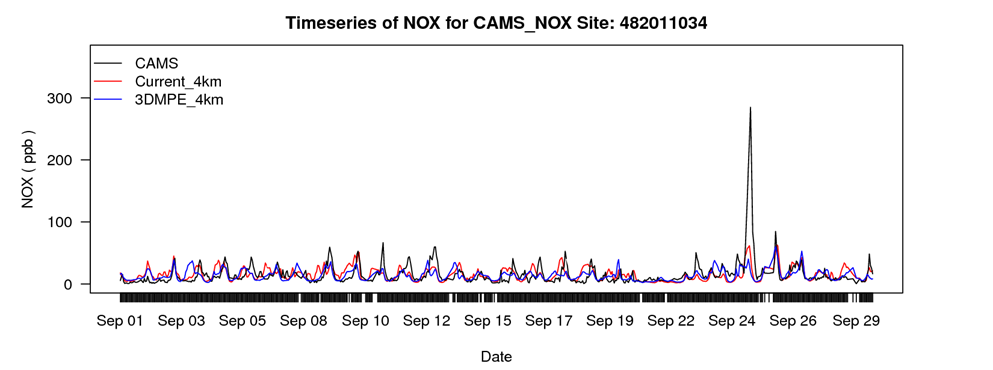 Timeseries of NOX for CAMS_NOX Site: 482011034
CAMS
Current_4km
3DMPE_4km
NOX ( ppb )
300
200
100
0
Sep 01 Sep 03 Sep 05 Sep 08 Sep 10 Sep 12 Sep 15 Sep 17 Sep 19 Sep 22 Sep 24 Sep 26 Sep 29
Date